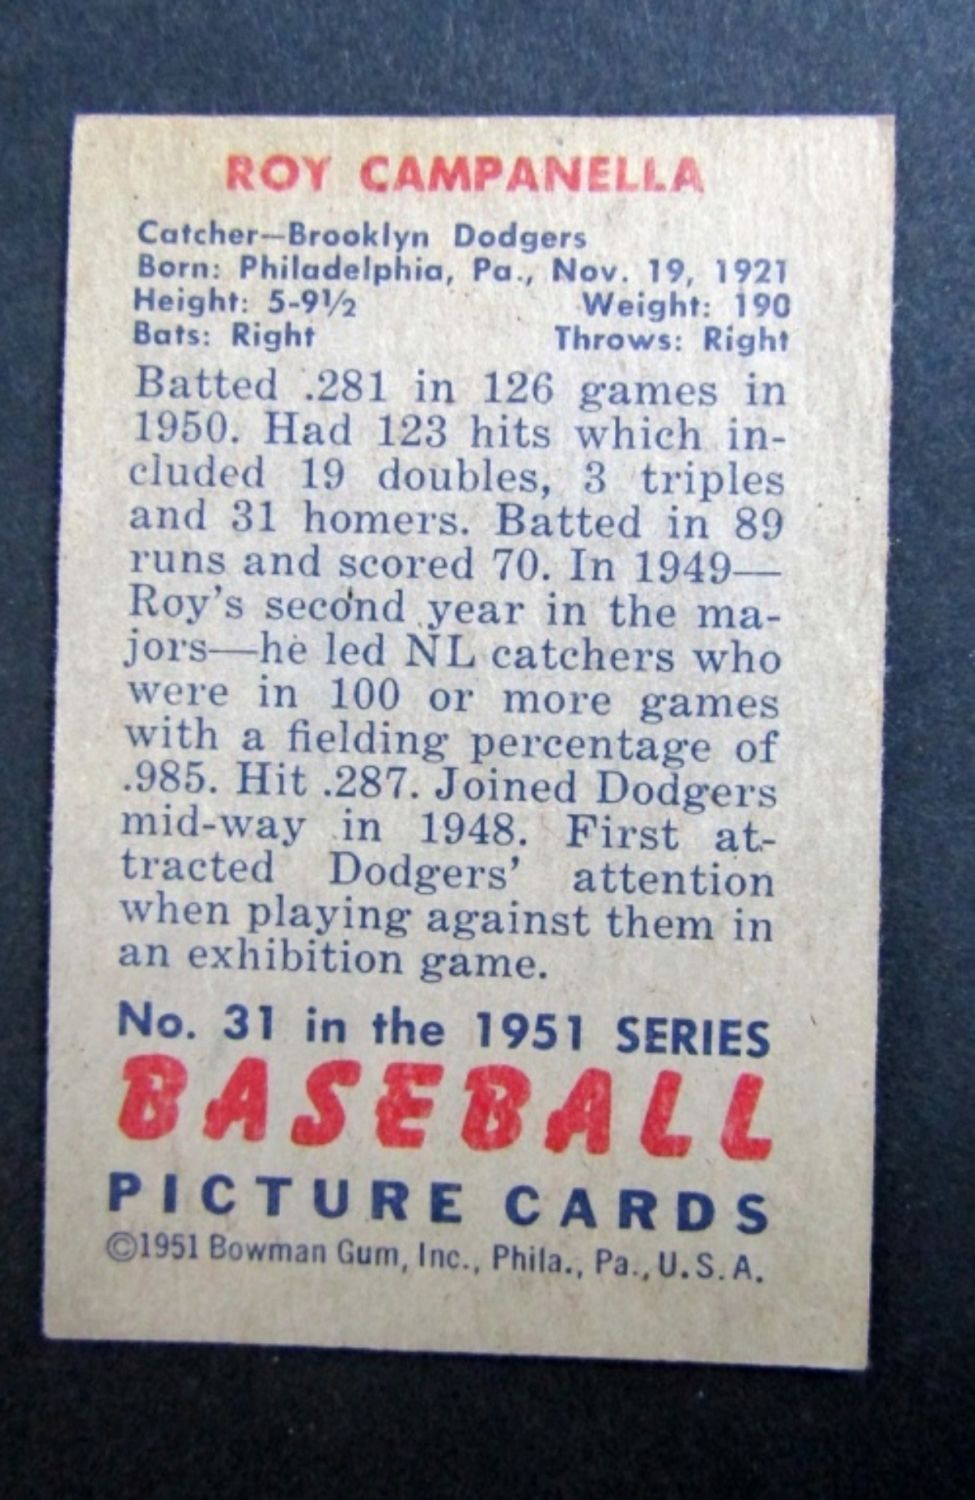 ROY CAMPANELLA
Catcher—Brooklyn Dodgers
Born: Philadelphia, Pa., Nov. 19, 1921
Height: 5-9½ Weight: 190
Bats: Right Throws: Right
Batted .281 in 126 games in
1950. Had 123 hits which in-
cluded 19 doubles, 3 triples
and 31 homers. Batted in 89
runs and scored 70. In 1949—
Roy's second year in the ma-
jors—he led NL catchers who
were in 100 or more games
with a fielding percentage of
.985. Hit .287. Joined Dodgers
mid-way in 1948. First at-
tracted Dodgers' attention
when playing against them in
an exhibition game.
No. 31 in the 1951 SERIES
BASEBALL
PICTURE CARDS
©1951 Bowman Gum, Inc., Phila., Pa., U.S.A.